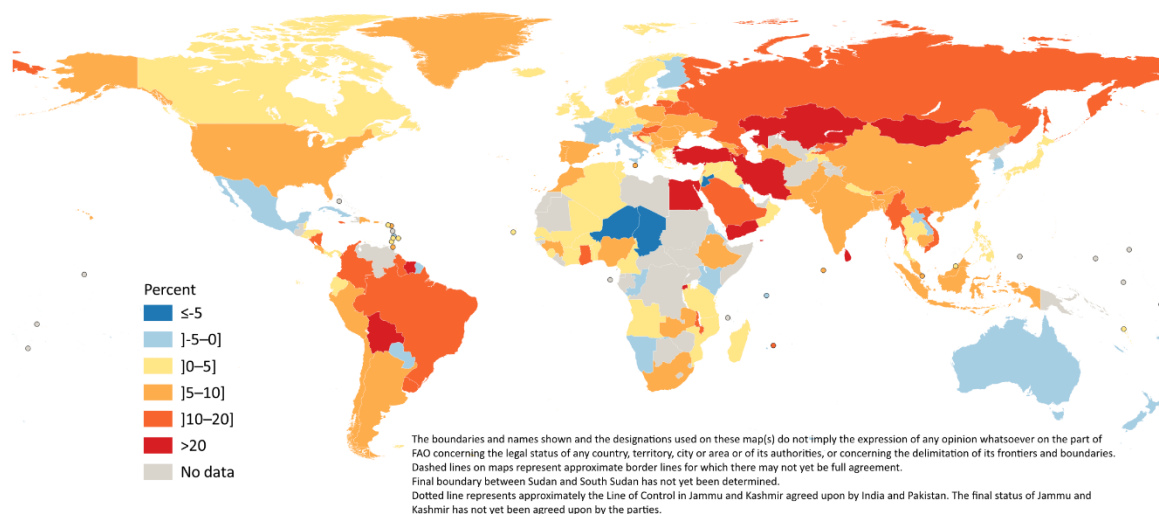 Percent
≤-5
]-5–0]
]0–5]
]5–10]
]10–20]
>20
No data
The boundaries and names shown and the designations used on these map(s) do not imply the expression of any opinion whatsoever on the part of
FAO concerning the legal status of any country, territory, city or area or of its authorities, or concerning the delimitation of its frontiers and boundaries.
Dashed lines on maps represent approximate border lines for which there may not yet be full agreement.
Final boundary between Sudan and South Sudan has not yet been determined.
Dotted line represents approximately the Line of Control in Jammu and Kashmir agreed upon by India and Pakistan. The final status of Jammu and
Kashmir has not yet been agreed upon by the parties.